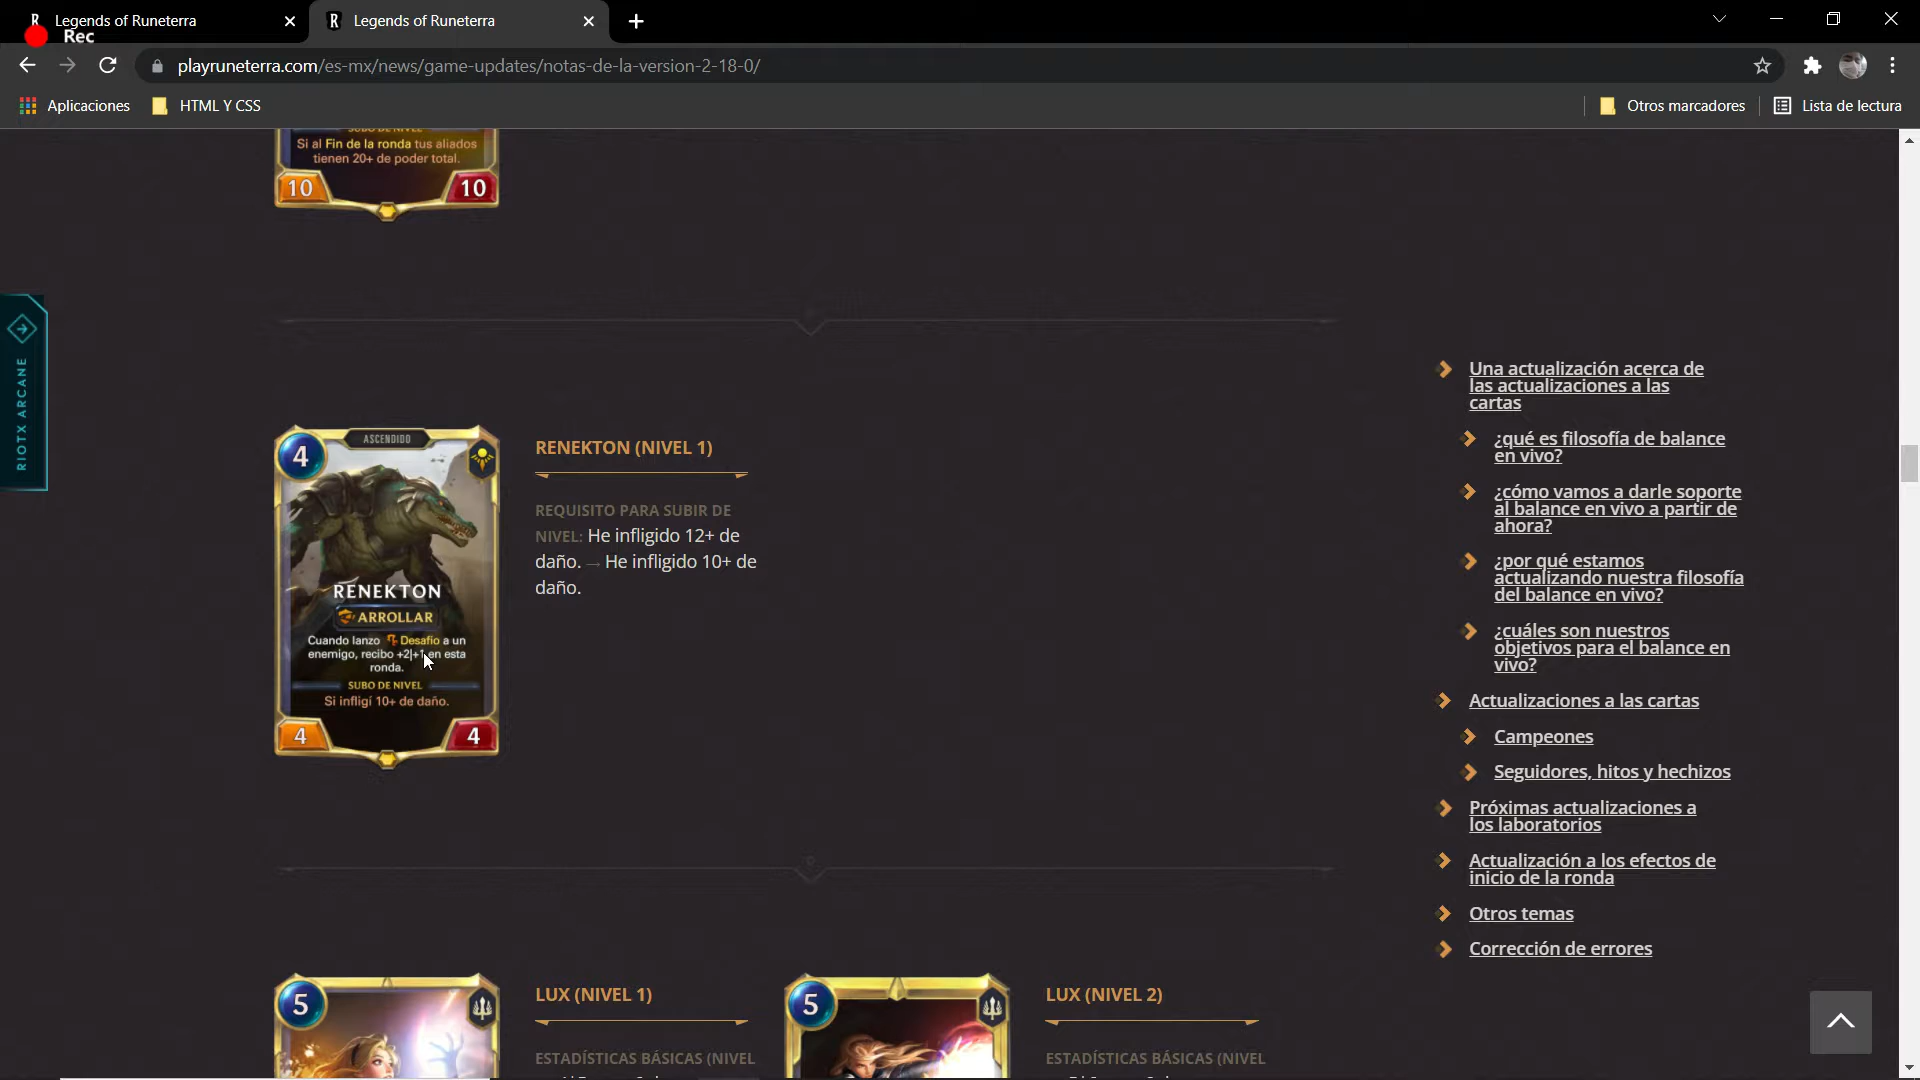 Legends of Runeterra
Legends of Runeterra
Rec
playruneterra.com/es-mx/news/game-updates/notas-de-la-version-2-18-0/
Aplicaciones
HTML Y CSS
Otros marcadores
Lista de lectura
SUBO DE NIVEL
Si al Fin de la ronda tus aliados
tienen 20+ de poder total.
10
10
RIOTX ARCANE
4
ASCENDIDO
RENEKTON
ARROLLAR
Cuando lanzo Desafío a un
enemigo, recibo +2|+1 en esta
ronda.
SUBO DE NIVEL
Si infligí 10+ de daño.
4
4
RENEKTON (NIVEL 1)
REQUISITO PARA SUBIR DE
NIVEL: He infligido 12+ de
daño. → He infligido 10+ de
daño.
5
LUX (NIVEL 1)
ESTADÍSTICAS BÁSICAS (NIVEL
5
LUX (NIVEL 2)
ESTADÍSTICAS BÁSICAS (NIVEL
Una actualización acerca de
las actualizaciones a las
cartas
¿qué es filosofía de balance
en vivo?
¿cómo vamos a darle soporte
al balance en vivo a partir de
ahora?
¿por qué estamos
actualizando nuestra filosofía
del balance en vivo?
¿cuáles son nuestros
objetivos para el balance en
vivo?
Actualizaciones a las cartas
Campeones
Seguidores, hitos y hechizos
Próximas actualizaciones a
los laboratorios
Actualización a los efectos de
inicio de la ronda
Otros temas
Corrección de errores